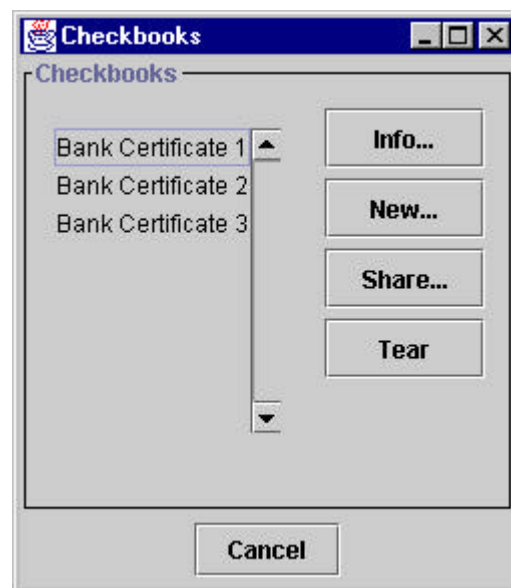 Checkbooks
Checkbooks
Bank Certificate 1
Bank Certificate 2
Bank Certificate 3
Info...
New...
Share...
Tear
Cancel